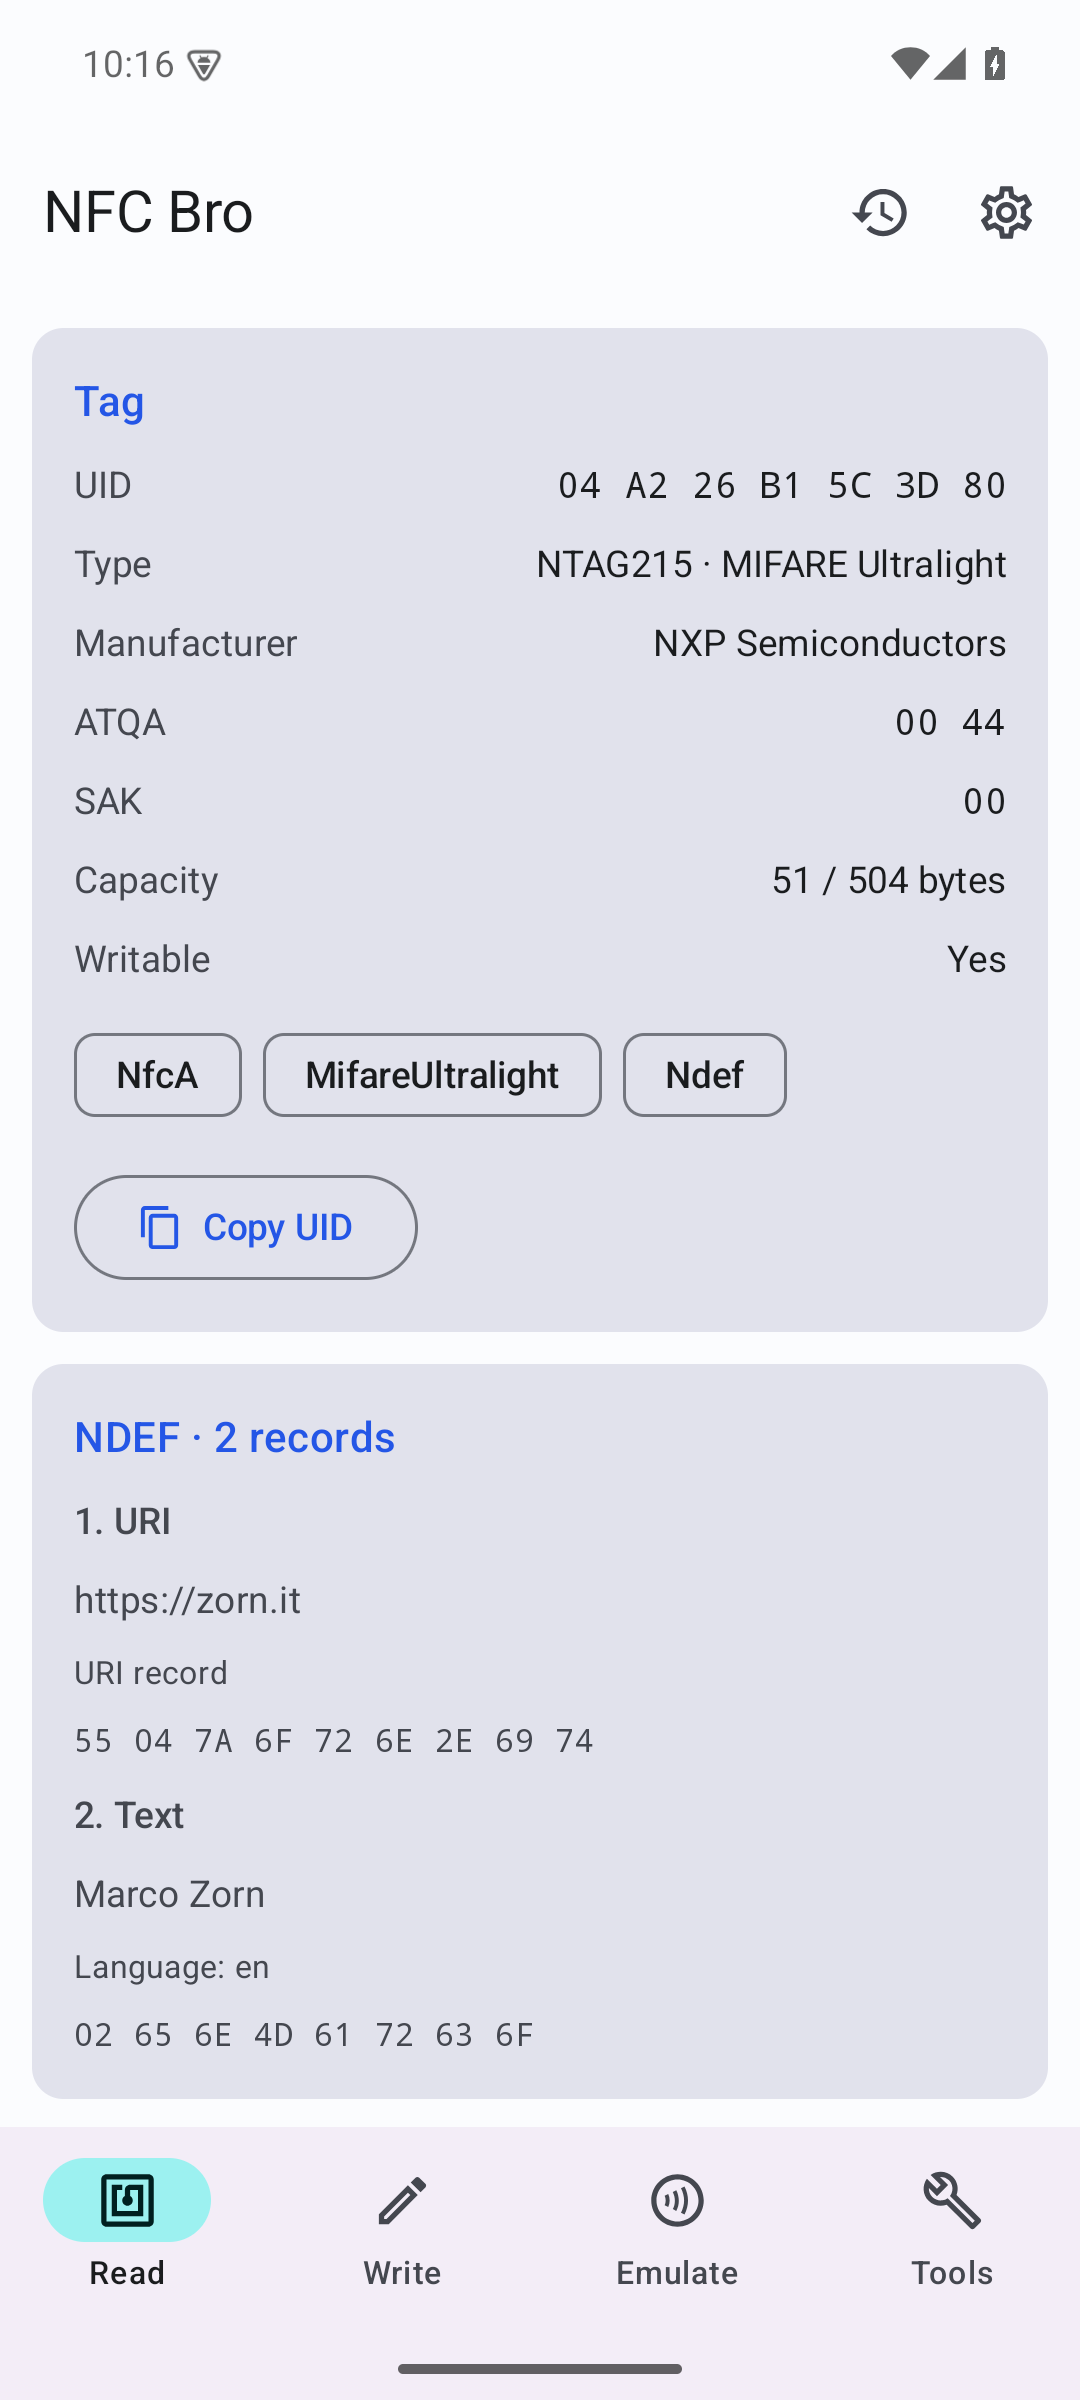 10:16
NFC Bro
Tag
UID 04 A2 26 B1 5C 3D 80
Type NTAG215 · MIFARE Ultralight
Manufacturer NXP Semiconductors
ATQA 00 44
SAK 00
Capacity 51 / 504 bytes
Writable Yes
NfcA MifareUltralight Ndef
Copy UID
NDEF · 2 records
1. URI
https://zorn.it
URI record
55 04 7A 6F 72 6E 2E 69 74
2. Text
Marco Zorn
Language: en
02 65 6E 4D 61 72 63 6F
Read Write Emulate Tools